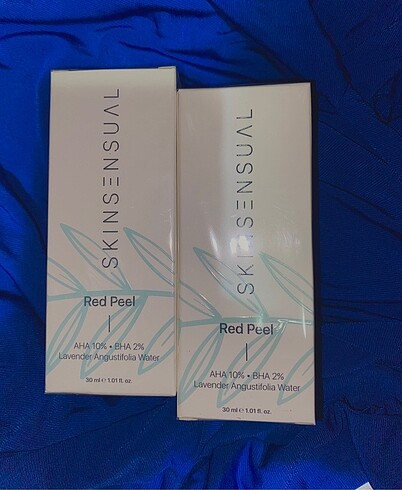 SKINSENSUAL
Red Peel
AHA 10% • BHA 2%
Lavender Angustifolia Water
30 ml ℮ 1.01 fl. oz.
SKINSENSUAL
Red Peel
AHA 10% • BHA 2%
Lavender Angustifolia Water
30 ml ℮ 1.01 fl. oz.